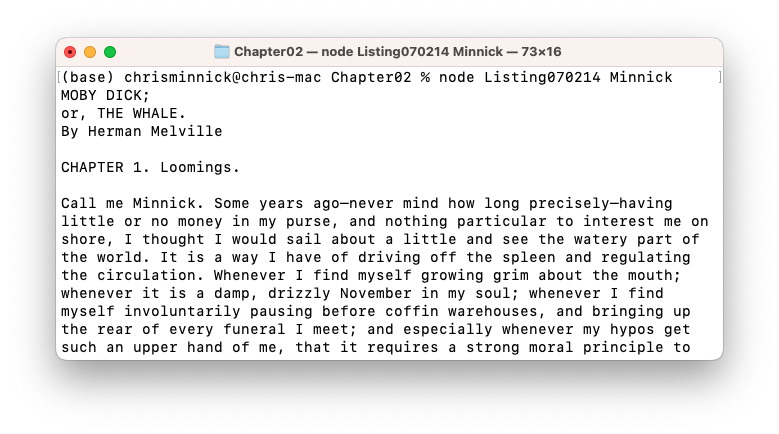 Chapter02 — node Listing070214 Minnick — 73×16
[(base) chrisminnick@chris-mac Chapter02 % node Listing070214 Minnick ]
MOBY DICK;
or, THE WHALE.
By Herman Melville
CHAPTER 1. Loomings.
Call me Minnick. Some years ago—never mind how long precisely—having
little or no money in my purse, and nothing particular to interest me on
shore, I thought I would sail about a little and see the watery part of
the world. It is a way I have of driving off the spleen and regulating
the circulation. Whenever I find myself growing grim about the mouth;
whenever it is a damp, drizzly November in my soul; whenever I find
myself involuntarily pausing before coffin warehouses, and bringing up
the rear of every funeral I meet; and especially whenever my hypos get
such an upper hand of me, that it requires a strong moral principle to